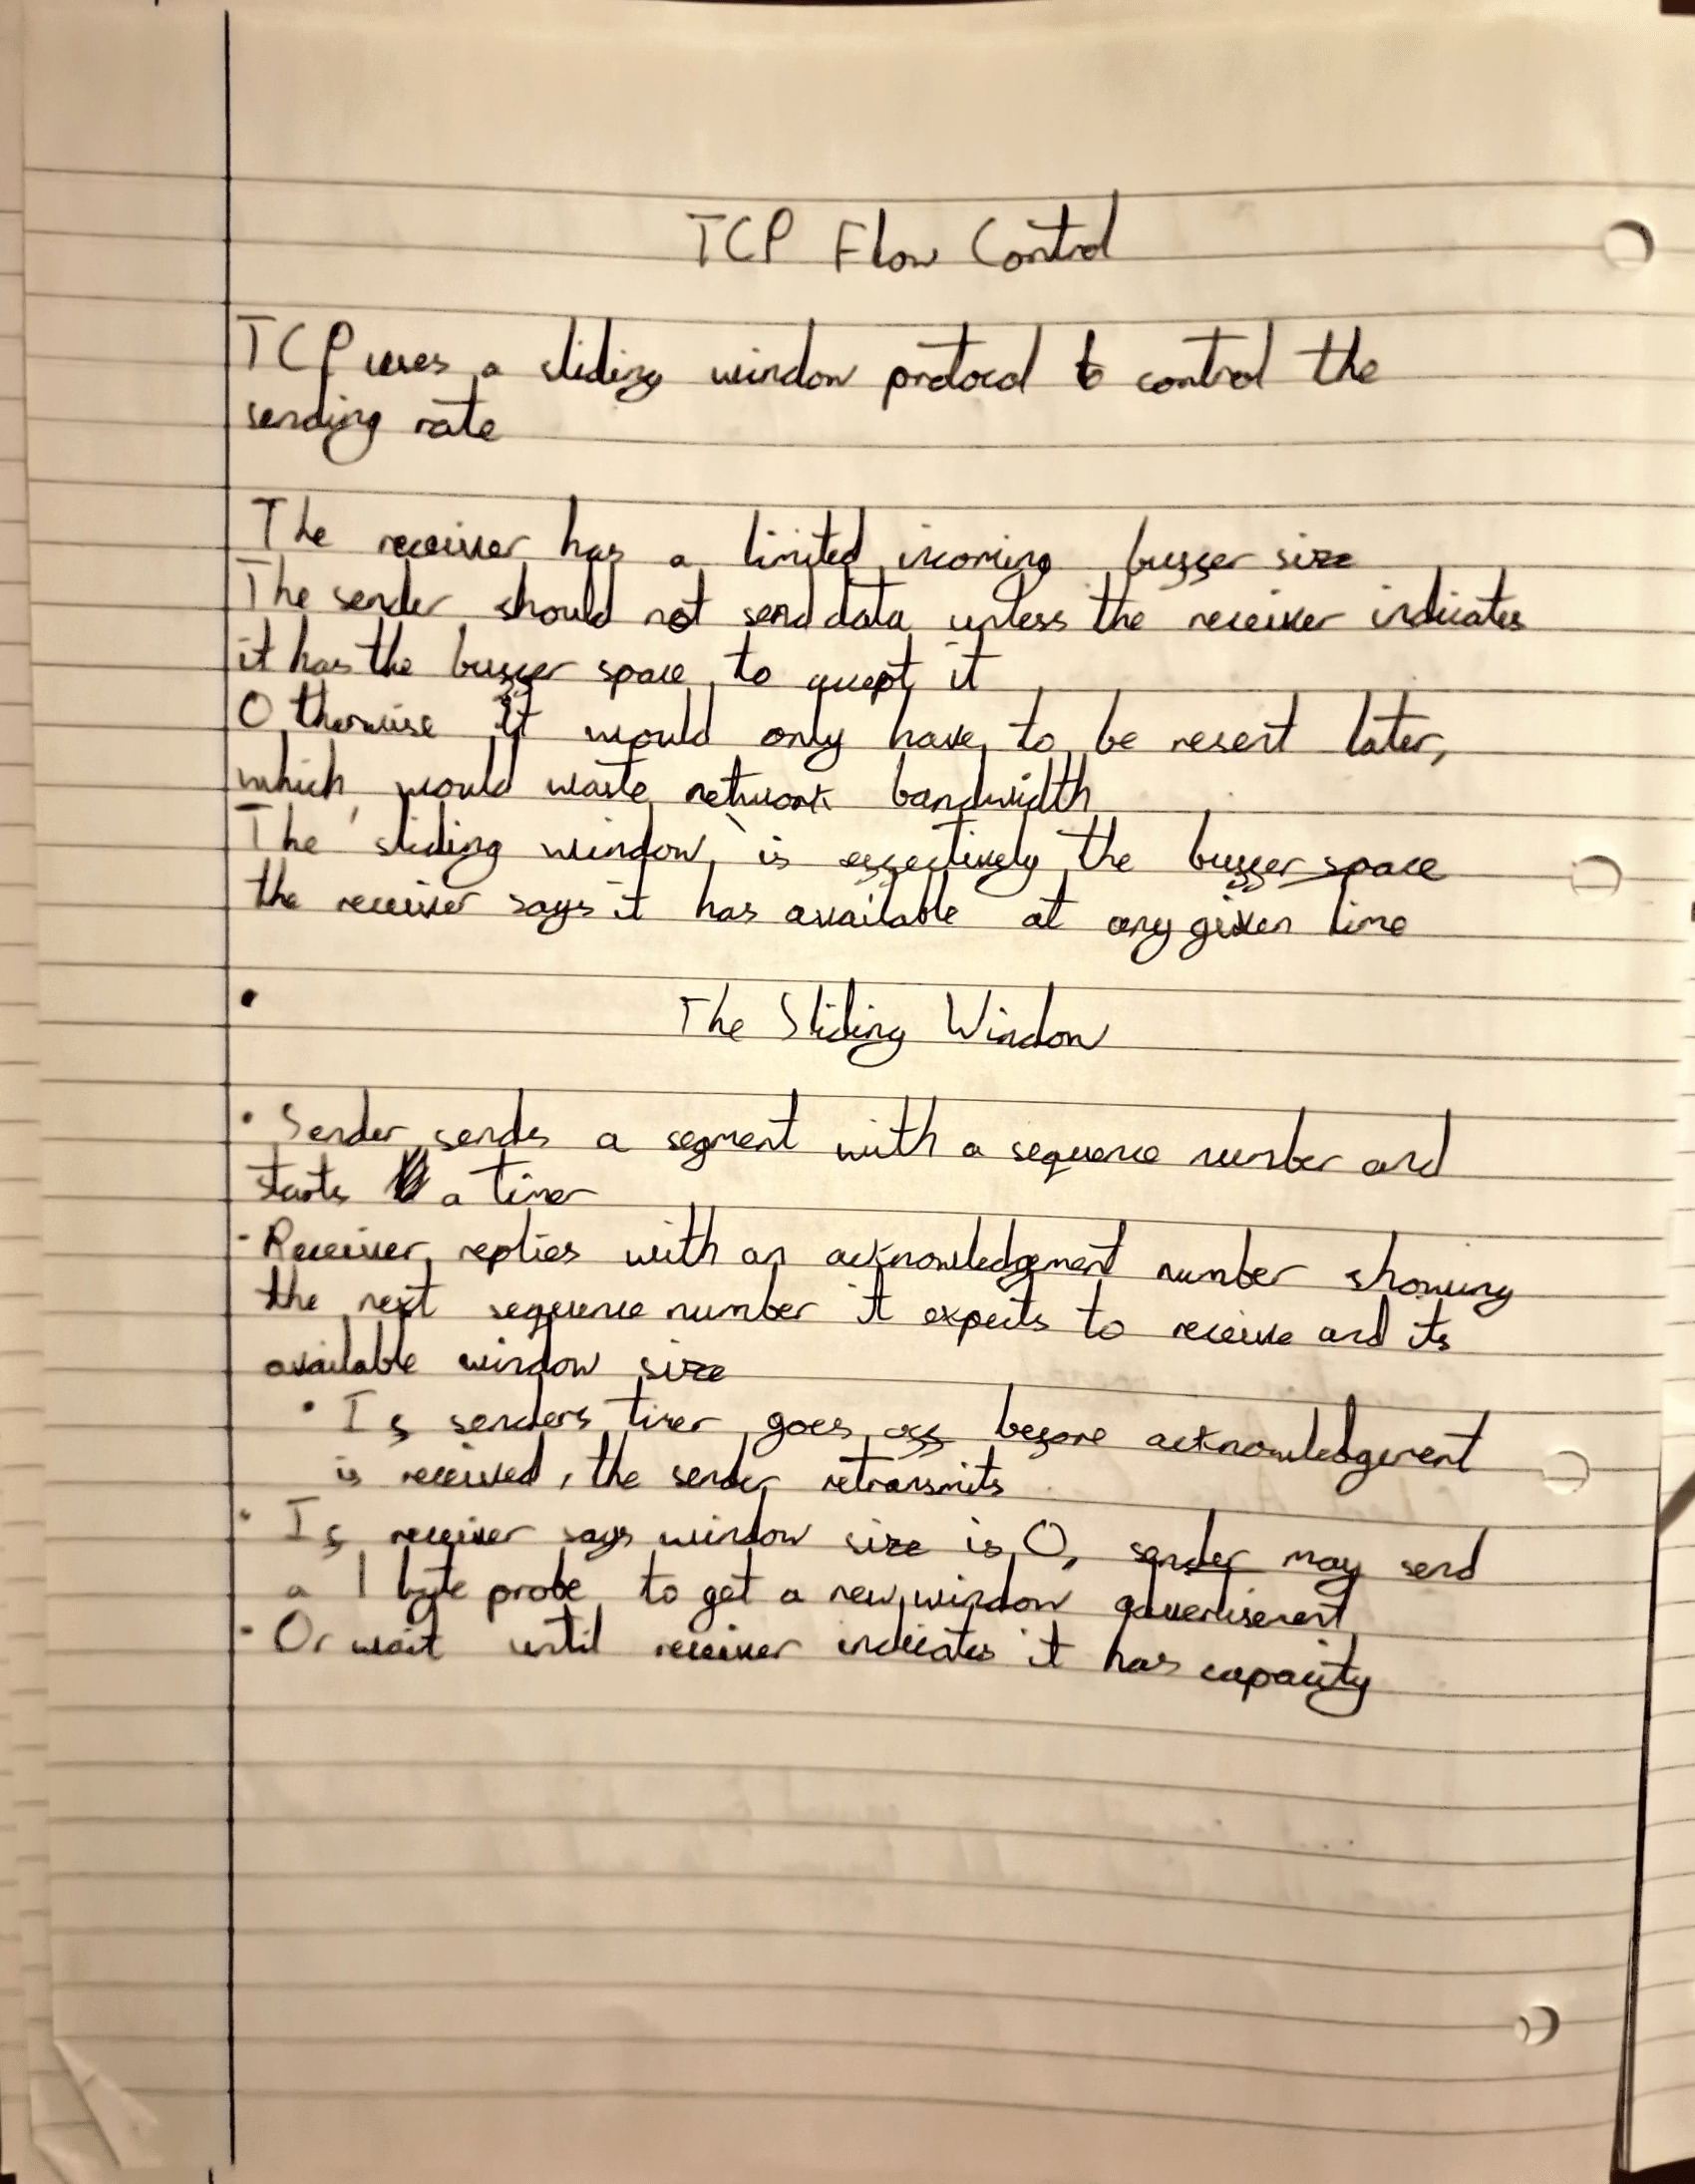 TCP Flow Control
TCP uses a sliding window protocol to control the
sending rate
The receiver has a limited incoming buffer size
The sender should not send data unless the receiver indicates
it has the buffer space to accept it
Otherwise it would only have to be resent later,
which would waste network bandwidth
The 'sliding window' is effectively the buffer space
the receiver says it has available at any given time
•
The Sliding Window
• Sender sends a segment with a sequence number and
starts a timer
- Receiver replies with an acknowledgement number showing
the next sequence number it expects to receive and its
available window size
• If senders timer goes off before acknowledgement
is received, the sender retransmits
• If receiver says window size is 0, sender may send
a 1 byte probe to get a new window advertisement
• Or wait until receiver indicates it has capacity